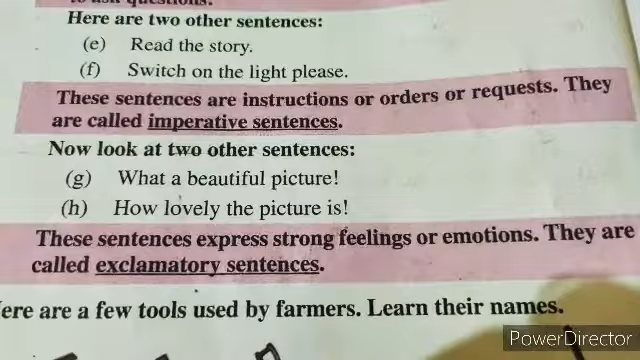 to ask questions.
Here are two other sentences:
(e) Read the story.
(f) Switch on the light please.
These sentences are instructions or orders or requests. They
are called imperative sentences.
Now look at two other sentences:
(g) What a beautiful picture!
(h) How lovely the picture is!
These sentences express strong feelings or emotions. They are
called exclamatory sentences.
ere are a few tools used by farmers. Learn their names.
PowerDirector